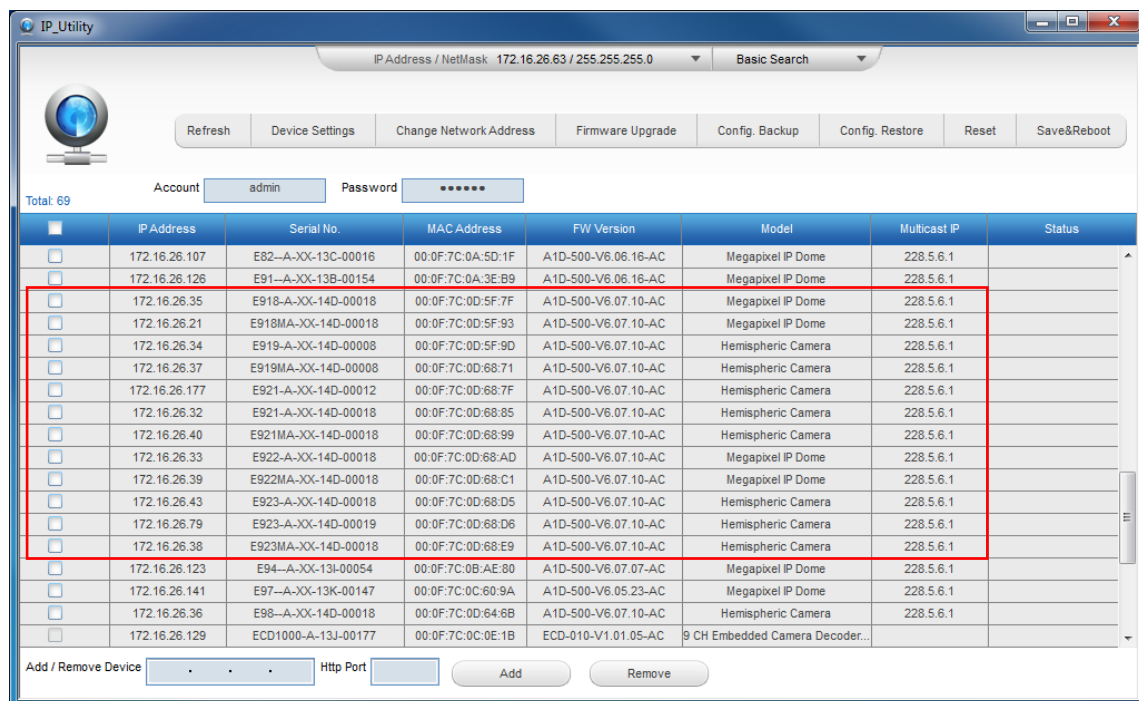 IP_Utility
IP Address / NetMask 172.16.26.63 / 255.255.255.0 Basic Search
Refresh Device Settings Change Network Address Firmware Upgrade Config. Backup Config. Restore Reset Save&Reboot
Account admin Password ●●●●●●
Total: 69
IP Address Serial No. MAC Address FW Version Model Multicast IP Status
172.16.26.107 E82--A-XX-13C-00016 00:0F:7C:0A:5D:1F A1D-500-V6.06.16-AC Megapixel IP Dome 228.5.6.1
172.16.26.126 E91--A-XX-13B-00154 00:0F:7C:0A:3E:B9 A1D-500-V6.06.16-AC Megapixel IP Dome 228.5.6.1
172.16.26.35 E918-A-XX-14D-00018 00:0F:7C:0D:5F:7F A1D-500-V6.07.10-AC Megapixel IP Dome 228.5.6.1
172.16.26.21 E918MA-XX-14D-00018 00:0F:7C:0D:5F:93 A1D-500-V6.07.10-AC Megapixel IP Dome 228.5.6.1
172.16.26.34 E919-A-XX-14D-00008 00:0F:7C:0D:5F:9D A1D-500-V6.07.10-AC Hemispheric Camera 228.5.6.1
172.16.26.37 E919MA-XX-14D-00008 00:0F:7C:0D:68:71 A1D-500-V6.07.10-AC Hemispheric Camera 228.5.6.1
172.16.26.177 E921-A-XX-14D-00012 00:0F:7C:0D:68:7F A1D-500-V6.07.10-AC Hemispheric Camera 228.5.6.1
172.16.26.32 E921-A-XX-14D-00018 00:0F:7C:0D:68:85 A1D-500-V6.07.10-AC Hemispheric Camera 228.5.6.1
172.16.26.40 E921MA-XX-14D-00018 00:0F:7C:0D:68:99 A1D-500-V6.07.10-AC Hemispheric Camera 228.5.6.1
172.16.26.33 E922-A-XX-14D-00018 00:0F:7C:0D:68:AD A1D-500-V6.07.10-AC Megapixel IP Dome 228.5.6.1
172.16.26.39 E922MA-XX-14D-00018 00:0F:7C:0D:68:C1 A1D-500-V6.07.10-AC Megapixel IP Dome 228.5.6.1
172.16.26.43 E923-A-XX-14D-00018 00:0F:7C:0D:68:D5 A1D-500-V6.07.10-AC Hemispheric Camera 228.5.6.1
172.16.26.79 E923-A-XX-14D-00019 00:0F:7C:0D:68:D6 A1D-500-V6.07.10-AC Hemispheric Camera 228.5.6.1
172.16.26.38 E923MA-XX-14D-00018 00:0F:7C:0D:68:E9 A1D-500-V6.07.10-AC Hemispheric Camera 228.5.6.1
172.16.26.123 E94--A-XX-13I-00054 00:0F:7C:0B:AE:80 A1D-500-V6.07.07-AC Megapixel IP Dome 228.5.6.1
172.16.26.141 E97--A-XX-13K-00147 00:0F:7C:0C:60:9A A1D-500-V6.05.23-AC Megapixel IP Dome 228.5.6.1
172.16.26.36 E98--A-XX-14D-00018 00:0F:7C:0D:64:6B A1D-500-V6.07.10-AC Hemispheric Camera 228.5.6.1
172.16.26.129 ECD1000-A-13J-00177 00:0F:7C:0C:0E:1B ECD-010-V1.01.05-AC 9 CH Embedded Camera Decoder...
Add / Remove Device . . . Http Port Add Remove